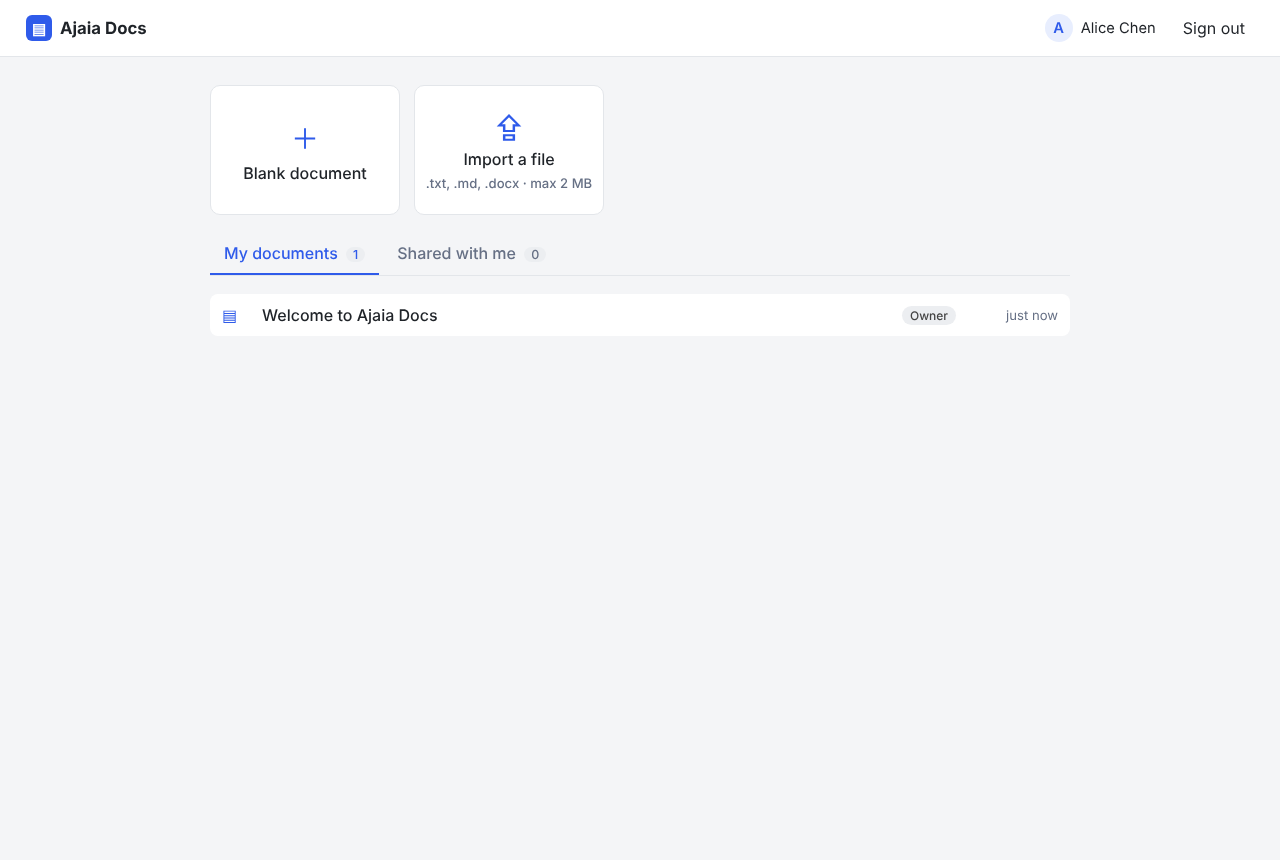 Ajaia Docs
A Alice Chen Sign out
Blank document
Import a file
.txt, .md, .docx · max 2 MB
My documents 1 Shared with me 0
Welcome to Ajaia Docs Owner just now